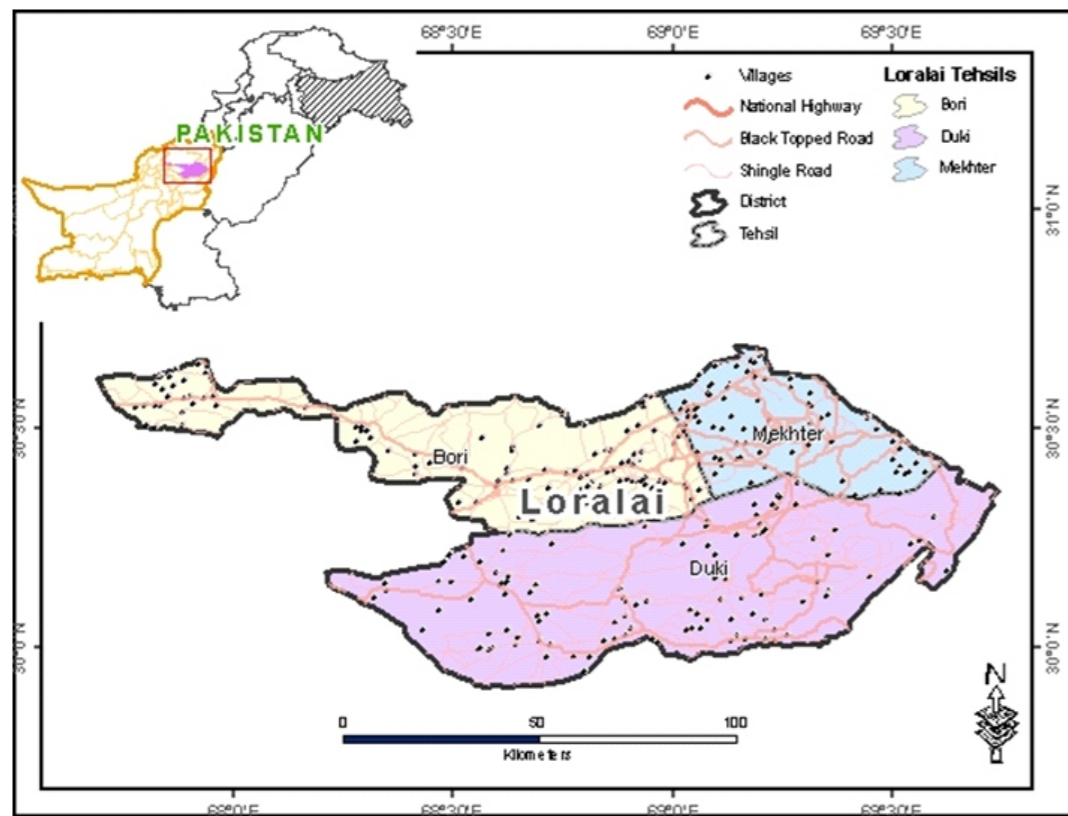 68°30'E 69°0'E 69°30'E
PAKISTAN
Villages
National Highway
Black Topped Road
Shingle Road
District
Tehsil
Loralai Tehsils
Bori
Duki
Mekhter
31°0'N
30°30'N
30°30'N
Mekhter
Bori
Loralai
Duki
30°0'N
30°0'N
N
0 50 100
Kilometers
68°0'E 68°30'E 69°0'E 69°30'E